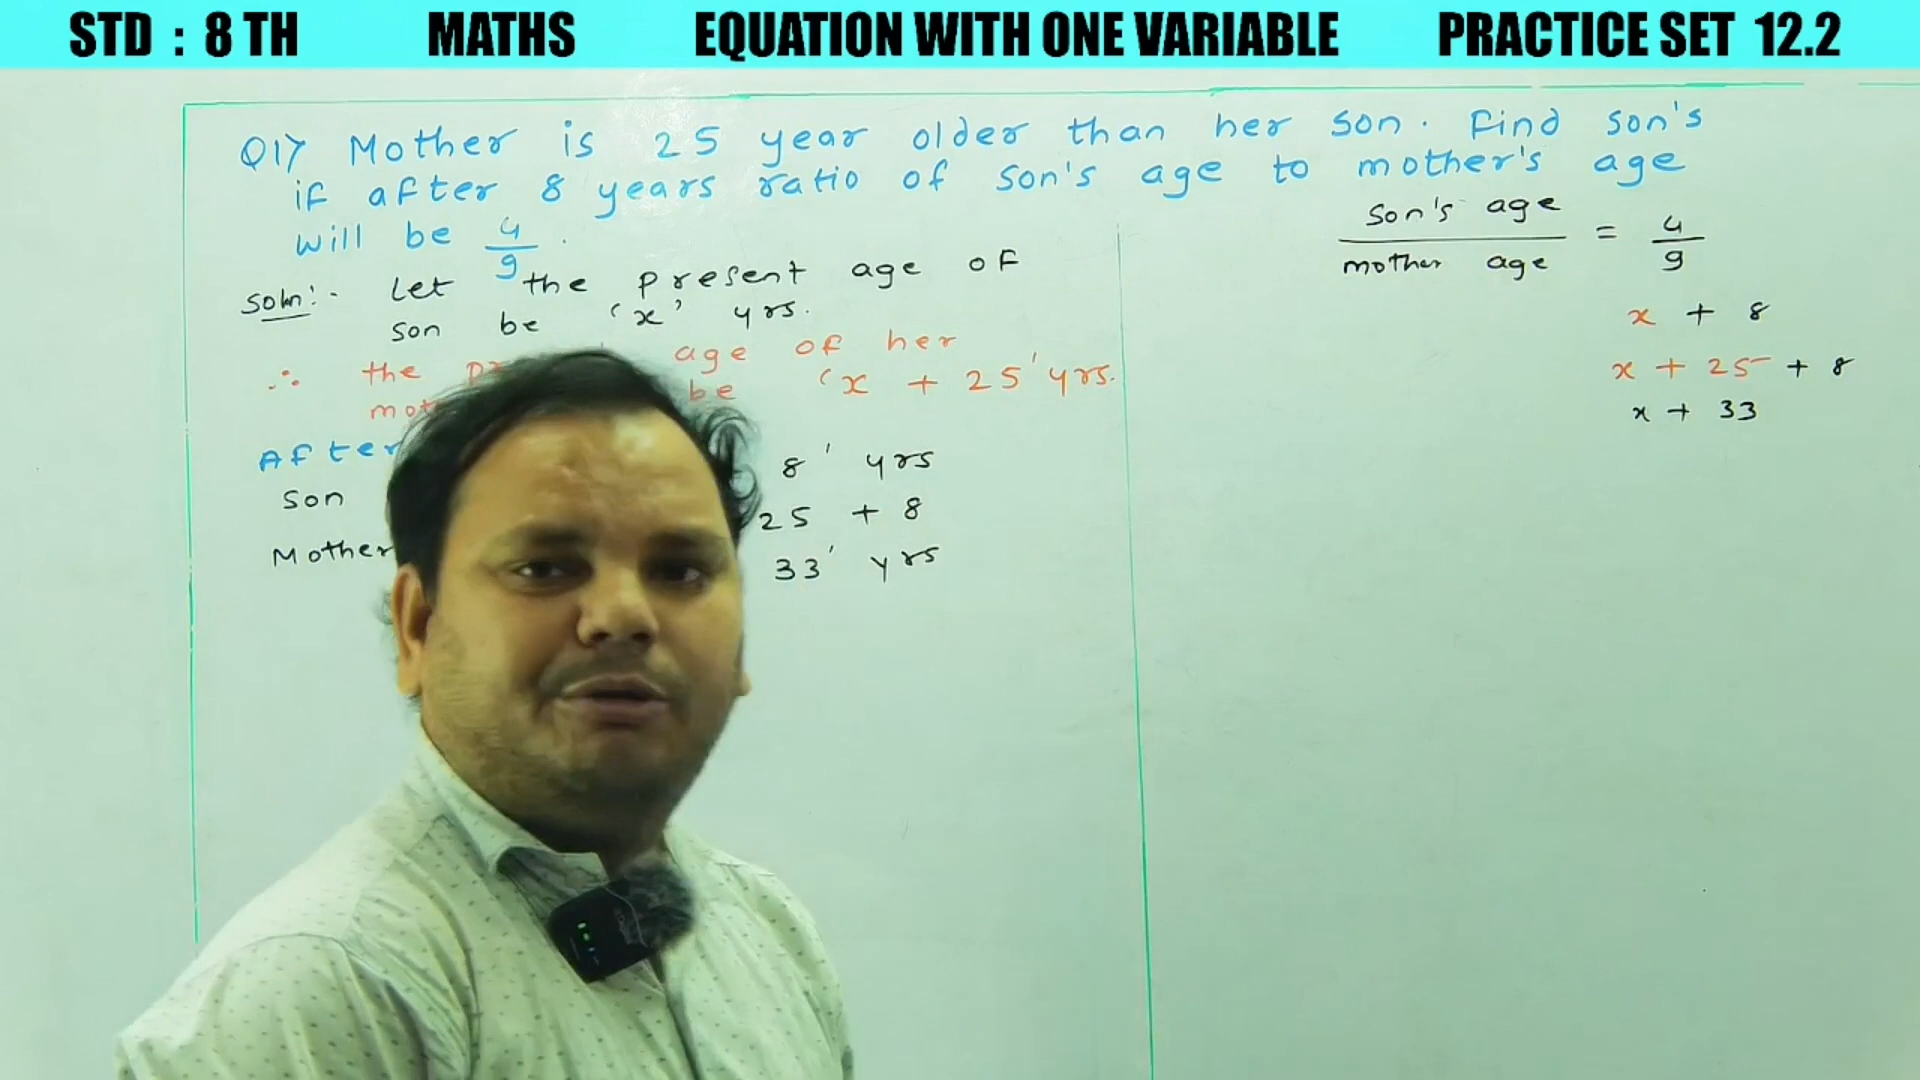 STD : 8 TH MATHS EQUATION WITH ONE VARIABLE PRACTICE SET 12.2
Q1) Mother is 25 year older than her son. Find son's
if after 8 years ratio of son's age to mother's age
will be 4/9.
Soln:- Let the present age of
son be 'x' yrs.
∴ the age of her
be 'x + 25' yrs.
After
Son 8' yrs
25 + 8
Mother 33' yrs
son's age / mother age = 4/9
x + 8
x + 25 + 8
x + 33